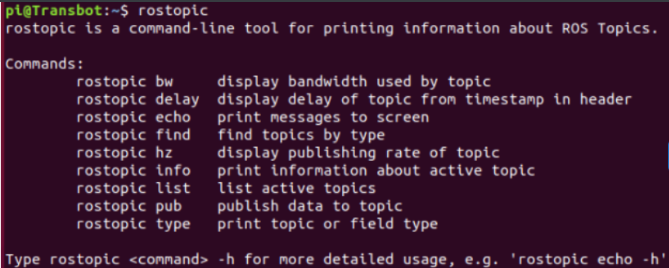 pi@Transbot:~$ rostopic
rostopic is a command-line tool for printing information about ROS Topics.
Commands:
rostopic bw display bandwidth used by topic
rostopic delay display delay of topic from timestamp in header
rostopic echo print messages to screen
rostopic find find topics by type
rostopic hz display publishing rate of topic
rostopic info print information about active topic
rostopic list list active topics
rostopic pub publish data to topic
rostopic type print topic or field type
Type rostopic <command> -h for more detailed usage, e.g. 'rostopic echo -h'